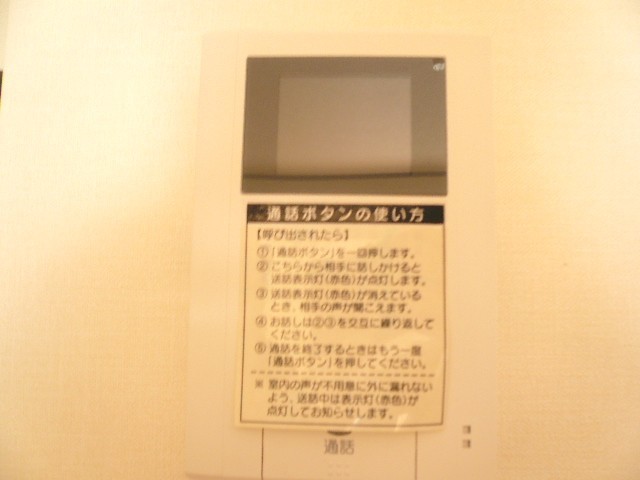 通話ボタンの使い方
【呼び出されたら】
①「通話ボタン」を一回押します。
②こちらから相手に話しかけると
送話表示灯(赤色)が点灯します。
③送話表示灯(赤色)が消えている
とき、相手の声が聞こえます。
④お話しは②③を交互に繰り返して
ください。
⑤通話を終了するときはもう一度
「通話ボタン」を押してください。
※室内の声が不用意に外に漏れない
よう、送話中は表示灯(赤色)が
点灯してお知らせします。
通話